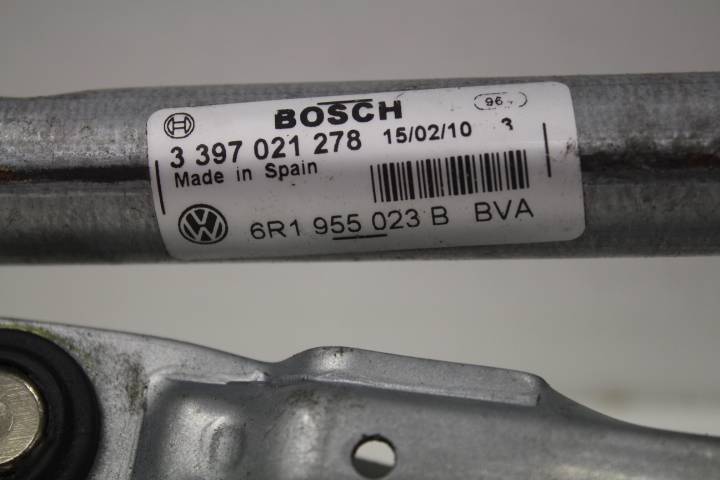 BOSCH 96
3 397 021 278 15/02/10 3
Made in Spain
6R1 955 023 B BVA